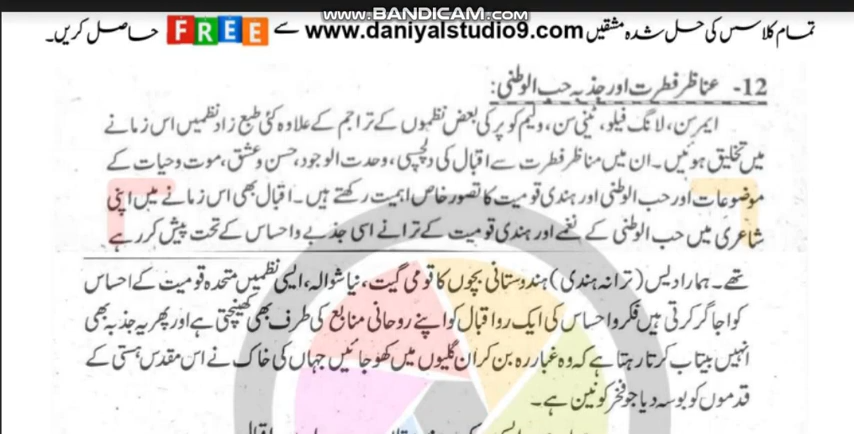 www.BANDICAM.com
تمام کلاسس کی حل شدہ مشقیں www.daniyalstudio9.com سے FREE حاصل کریں۔
12- مناظر فطرت اور جذبہ حب الوطنی:
ایمرسن، لانگ فیلو، ٹینی سن، ولیم کوپر کی بعض نظموں کے تراجم کے علاوہ کئی طبع زاد نظمیں اس زمانے
میں تخلیق ہوئیں۔ ان میں مناظر فطرت سے اقبال کی دلچسپی، وحدت الوجود، حسن و عشق، موت و حیات کے
موضوعات اور حب الوطنی اور ہندی قومیت کا تصور خاص اہمیت رکھتے ہیں۔ اقبال بھی اس زمانے میں اپنی
شاعری میں حب الوطنی کے نغمے اور ہندی قومیت کے ترانے اسی جذبے و احساس کے تحت پیش کر رہے
تھے۔ ہمارا دیس (ترانہ ہندی) ہندوستانی بچوں کا قومی گیت، نیا شوالہ، ایسی نظمیں متحدہ قومیت کے احساس
کو اجاگر کرتی ہیں فکر و احساس کی ایک رو اقبال کو اپنے روحانی منابع کی طرف بھی کھینچتی ہے اور پھر یہ جذبہ بھی
انہیں بیتاب کرتا رہتا ہے کہ وہ غبار رہ بن کر ان گلیوں میں کھو جائیں جہاں کی خاک نے اس مقدس ہستی کے
قدموں کو بوسہ دیا جو فخر کونین ہے۔